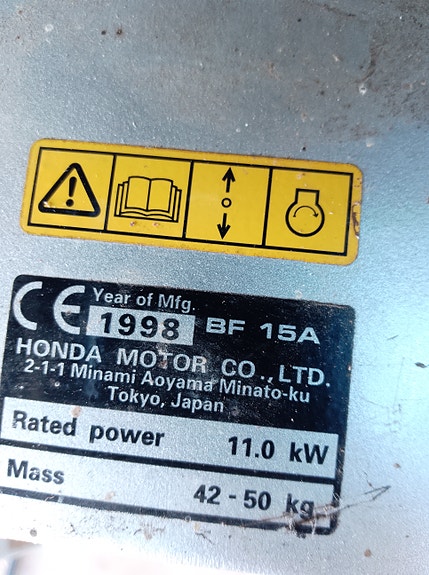 CE Year of Mfg.
1998 BF 15A
HONDA MOTOR CO., LTD.
2-1-1 Minami Aoyama Minato-ku
Tokyo, Japan
Rated power 11.0 kW
Mass 42 - 50 kg